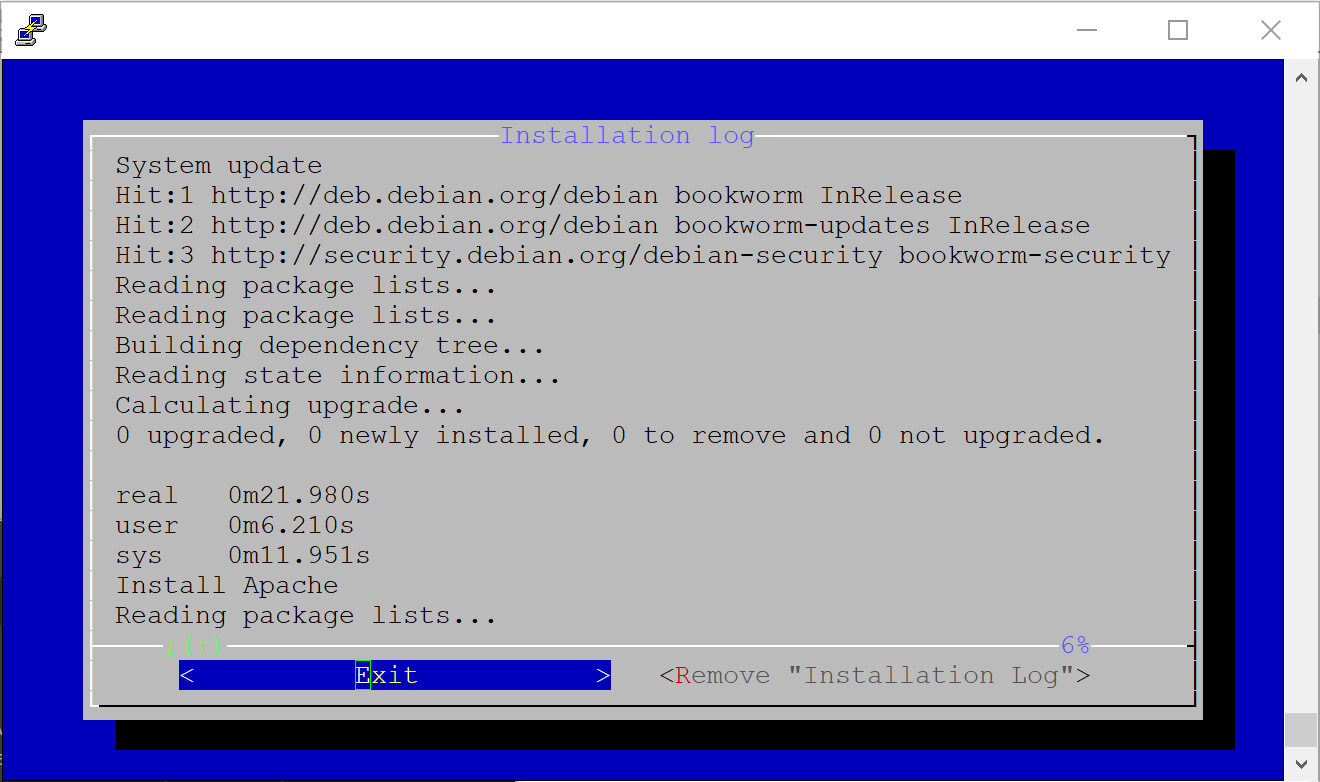 Installation log
System update
Hit:1 http://deb.debian.org/debian bookworm InRelease
Hit:2 http://deb.debian.org/debian bookworm-updates InRelease
Hit:3 http://security.debian.org/debian-security bookworm-security
Reading package lists...
Reading package lists...
Building dependency tree...
Reading state information...
Calculating upgrade...
0 upgraded, 0 newly installed, 0 to remove and 0 not upgraded.
real   0m21.980s
user   0m6.210s
sys    0m11.951s
Install Apache
Reading package lists...
↓(↑) 6%
< Exit > <Remove "Installation Log">